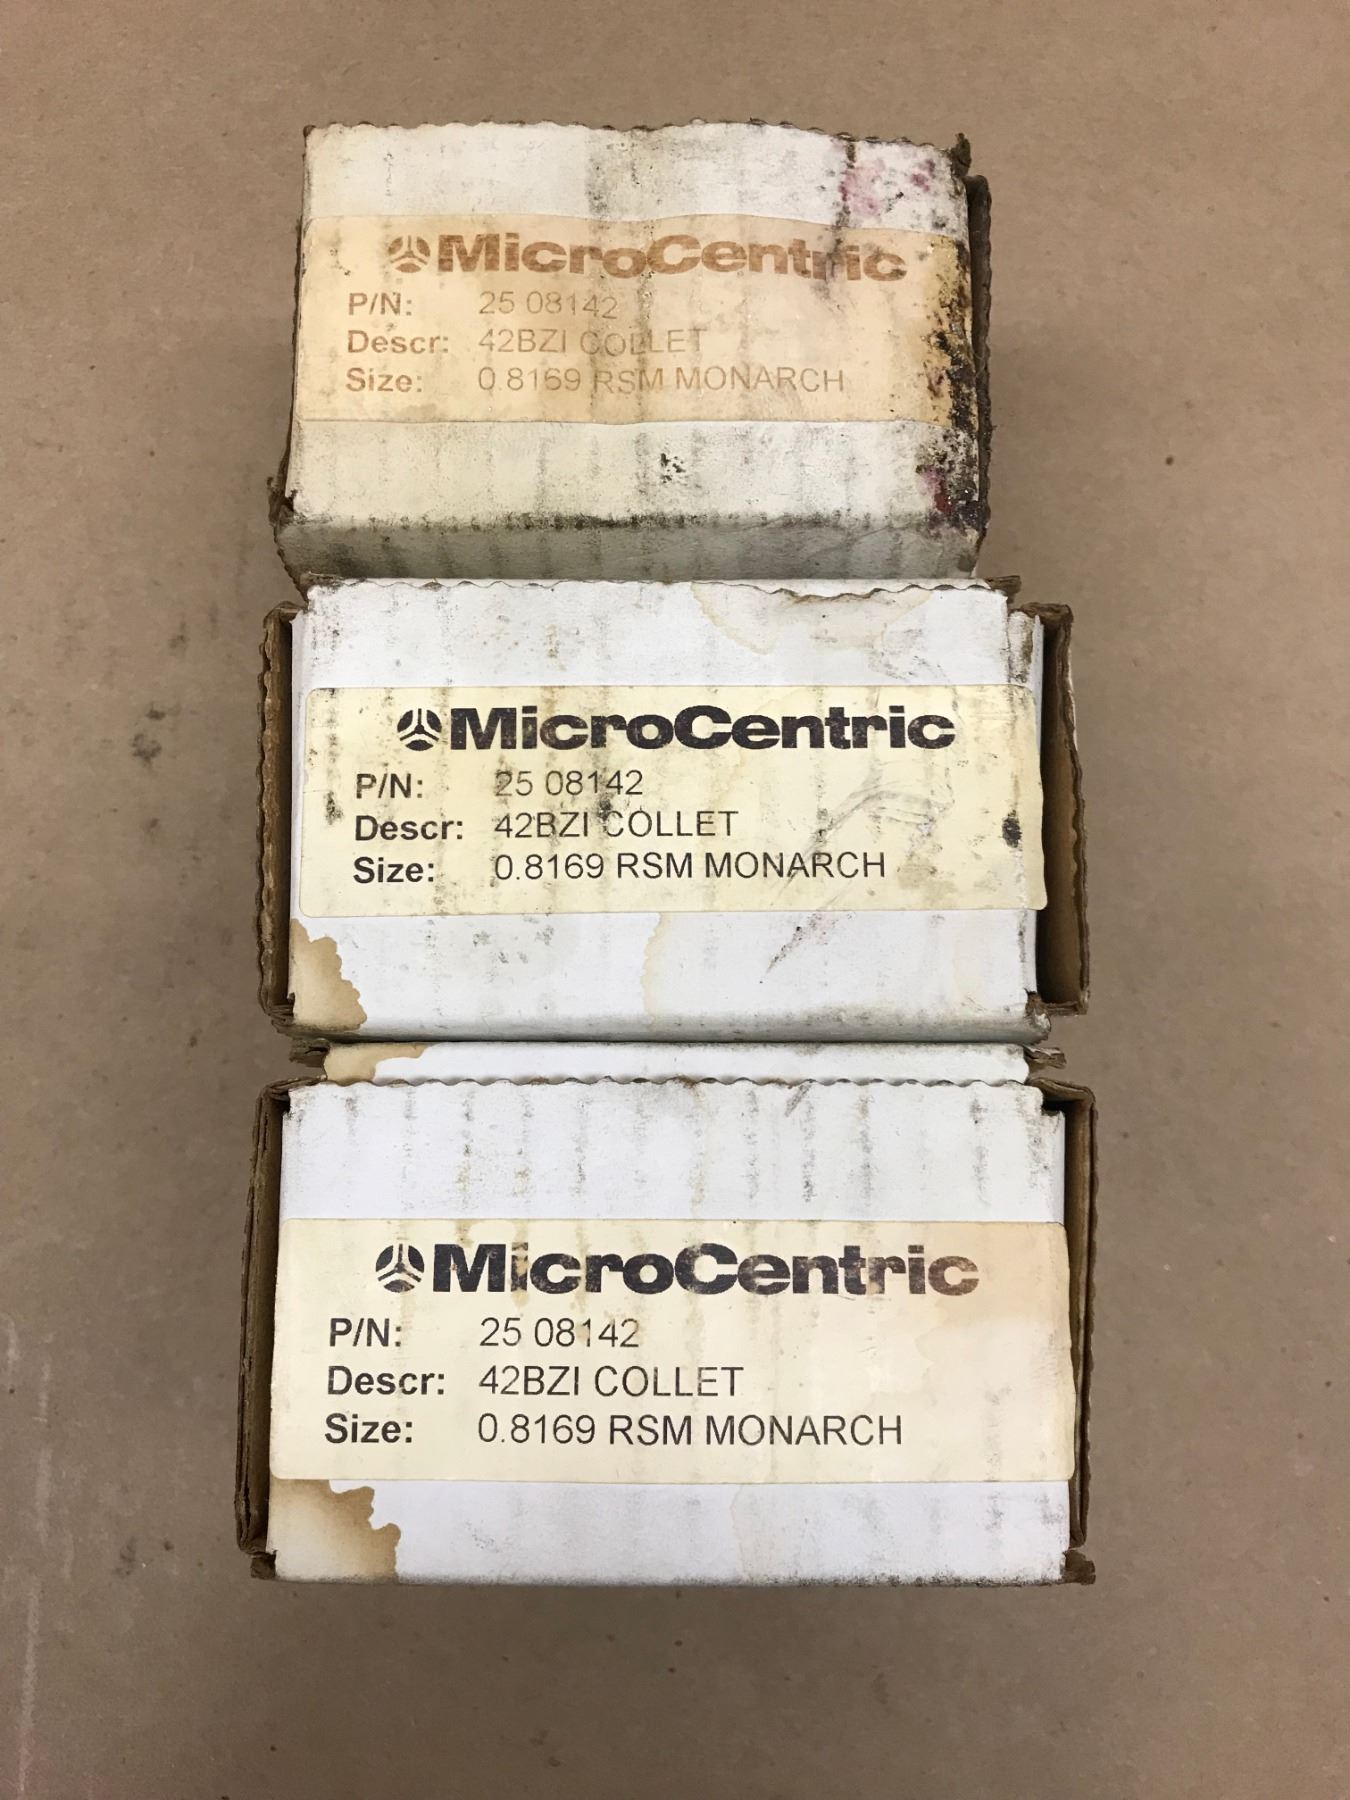 MicroCentric
P/N: 25 08142
Descr: 42BZI COLLET
Size: 0.8169 RSM MONARCH
MicroCentric
P/N: 25 08142
Descr: 42BZI COLLET
Size: 0.8169 RSM MONARCH
MicroCentric
P/N: 25 08142
Descr: 42BZI COLLET
Size: 0.8169 RSM MONARCH